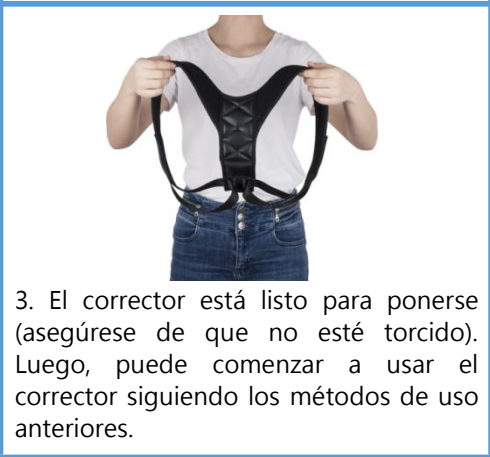 3. El corrector está listo para ponerse
(asegúrese de que no esté torcido).
Luego, puede comenzar a usar el
corrector siguiendo los métodos de uso
anteriores.